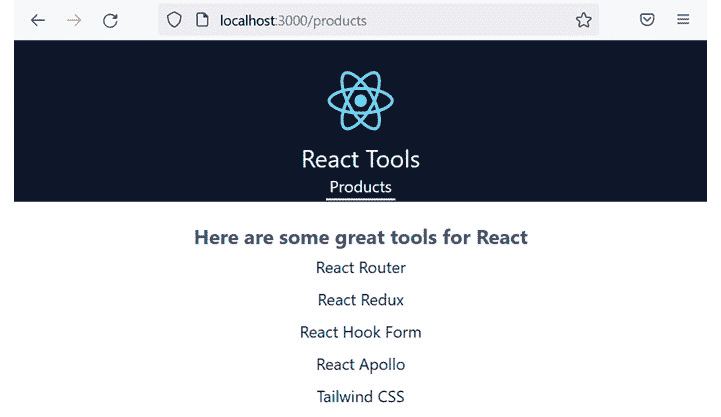 localhost:3000/products
React Tools
Products
Here are some great tools for React
React Router
React Redux
React Hook Form
React Apollo
Tailwind CSS